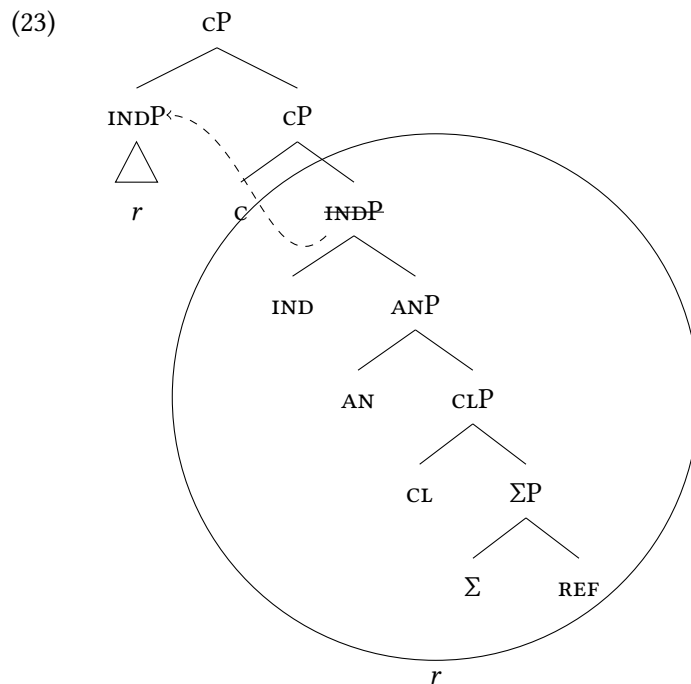 (23)
CP
INDP CP
r C INDP
IND ANP
AN CLP
CL ΣP
Σ REF
r